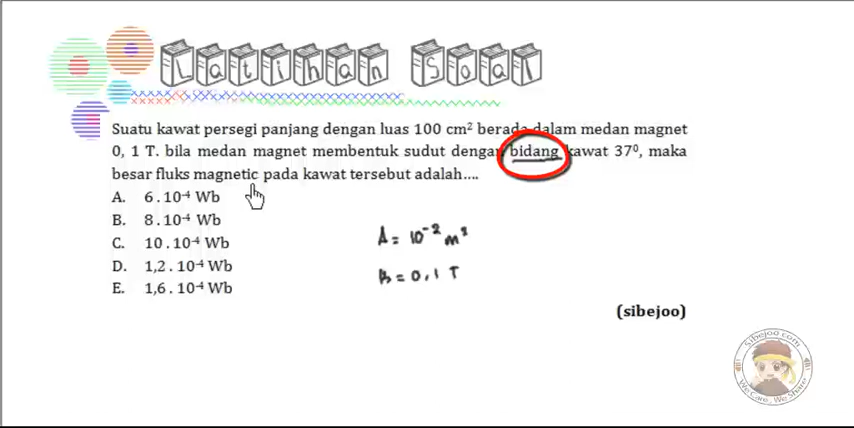 Latihan Soal
Suatu kawat persegi panjang dengan luas 100 cm² berada dalam medan magnet
0, 1 T. bila medan magnet membentuk sudut dengan bidang kawat 37⁰, maka
besar fluks magnetic pada kawat tersebut adalah....
A. 6 . 10⁻⁴ Wb
B. 8 . 10⁻⁴ Wb
C. 10 . 10⁻⁴ Wb
D. 1,2 . 10⁻⁴ Wb
E. 1,6 . 10⁻⁴ Wb
A = 10⁻² m²
B = 0,1 T
(sibejoo)
Sibejoo.com
We Care, We Share